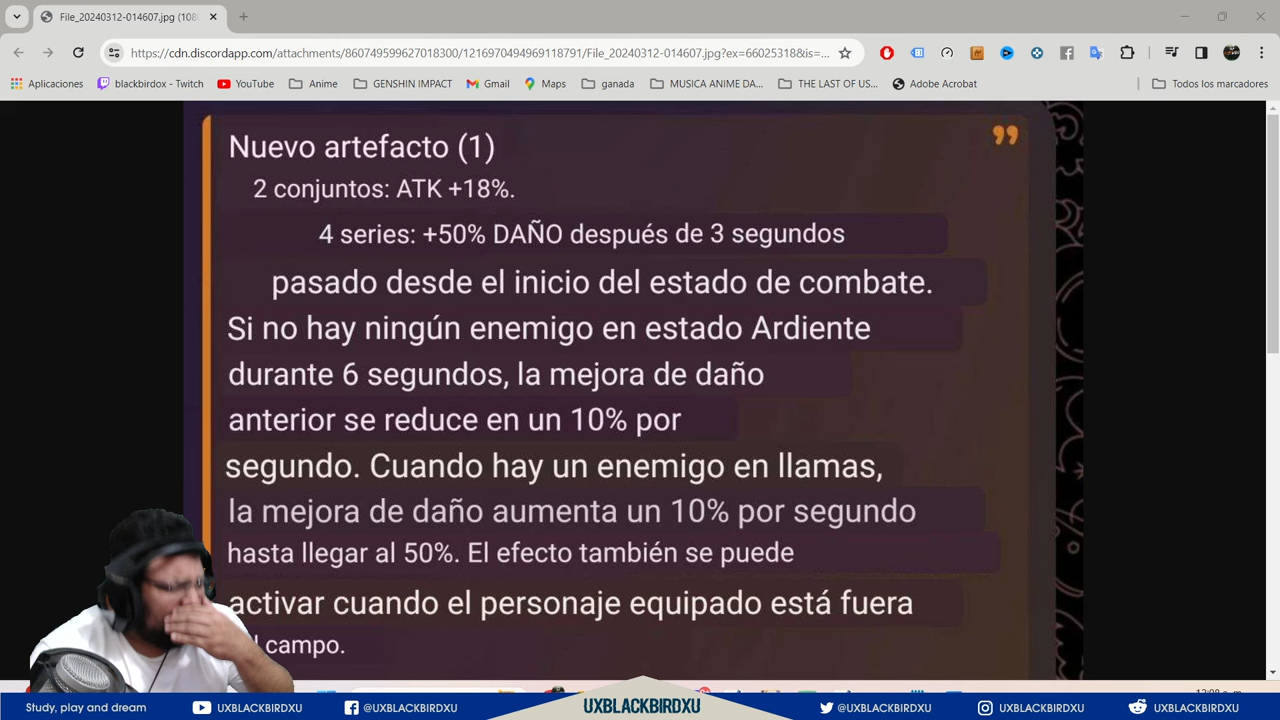 File_20240312-014607.jpg (108
https://cdn.discordapp.com/attachments/860749599627018300/1216970494969118791/File_20240312-014607.jpg?ex=66025318&is=...
Aplicaciones
blackbirdox - Twitch
YouTube
Anime
GENSHIN IMPACT
Gmail
Maps
ganada
MUSICA ANIME DA...
THE LAST OF US...
Adobe Acrobat
Todos los marcadores
Nuevo artefacto (1)
2 conjuntos: ATK +18%.
4 series: +50% DAÑO después de 3 segundos
pasado desde el inicio del estado de combate.
Si no hay ningún enemigo en estado Ardiente
durante 6 segundos, la mejora de daño
anterior se reduce en un 10% por
segundo. Cuando hay un enemigo en llamas,
la mejora de daño aumenta un 10% por segundo
hasta llegar al 50%. El efecto también se puede
activar cuando el personaje equipado está fuera
campo.
Study, play and dream
UXBLACKBIRDXU
@UXBLACKBIRDXU
UXBLACKBIRDXU
@UXBLACKBIRDXU
UXBLACKBIRDXU
UXBLACKBIRDXU